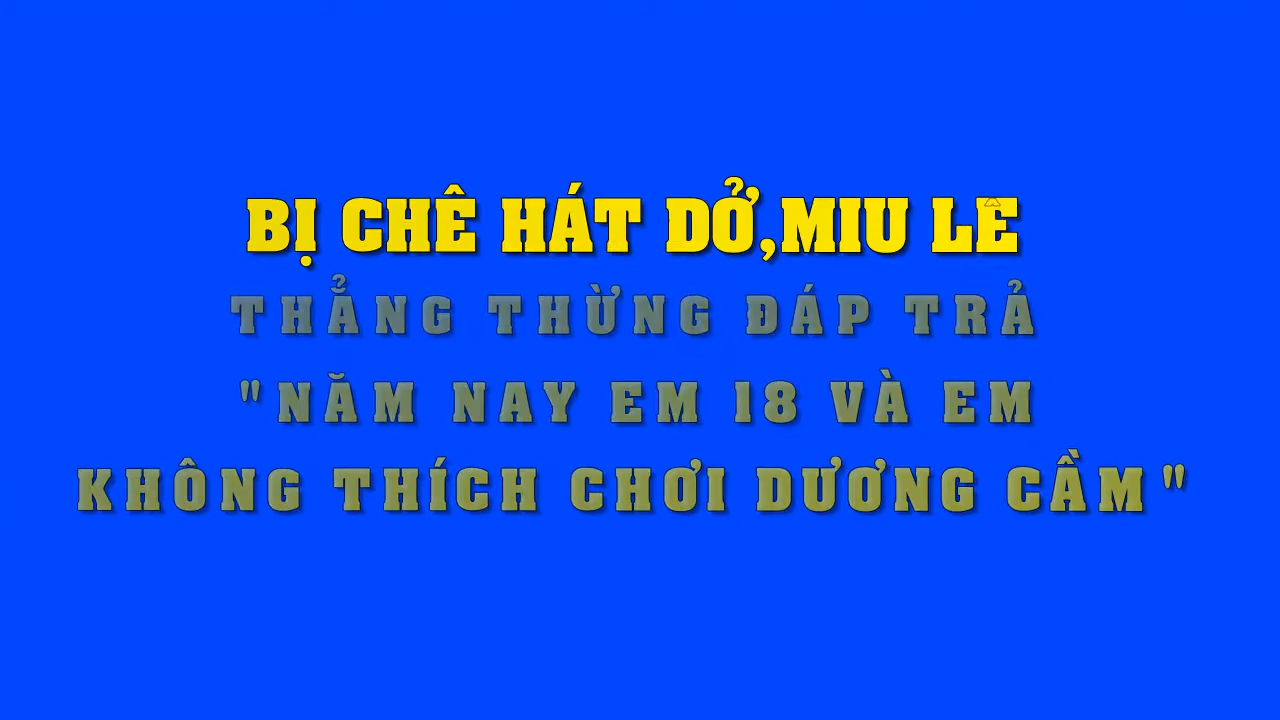 BỊ CHÊ HÁT DỞ,MIU LÊ
THẲNG THỪNG ĐÁP TRẢ
"NĂM NAY EM 18 VÀ EM
KHÔNG THÍCH CHƠI DƯƠNG CẦM"